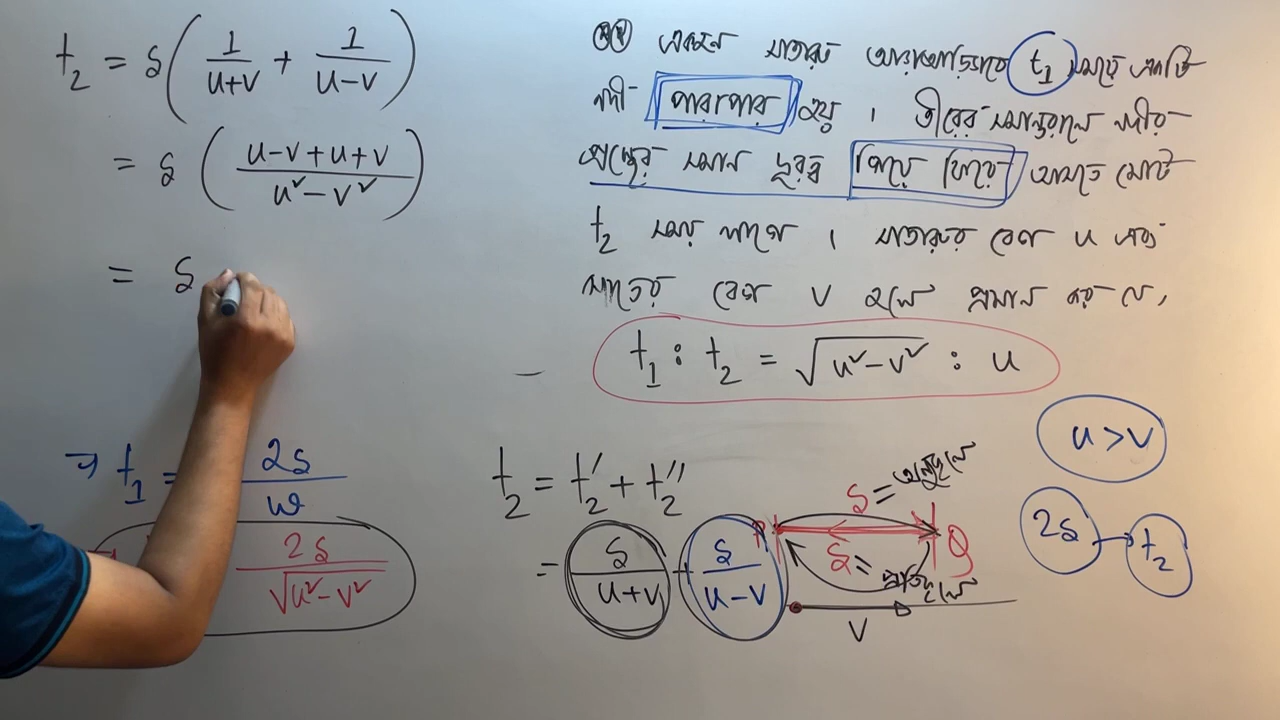 t₂ = s(1/(u+v) + 1/(u-v))
= s((u-v+u+v)/(u²-v²))
= s
→ t₁ = 2s/w
2s/√(u²-v²)
একজন সাঁতারু আড়াআড়িভাবে t₁ সময়ে একটি
নদী পারাপার হয় । তীরের সমান্তরালে নদীর
প্রস্থের সমান দূরত্ব গিয়ে ফিরে আসতে মোট
t₂ সময় লাগে । সাঁতারুর বেগ u এবং
স্রোতের বেগ v হলে প্রমাণ কর যে,
t₁ : t₂ = √(u²-v²) : u
u>v
t₂ = t₂′ + t₂″
= s/(u+v) + s/(u-v)
s = অনুকূলে
P Q
s = প্রতিকূলে
v
2s → t₂